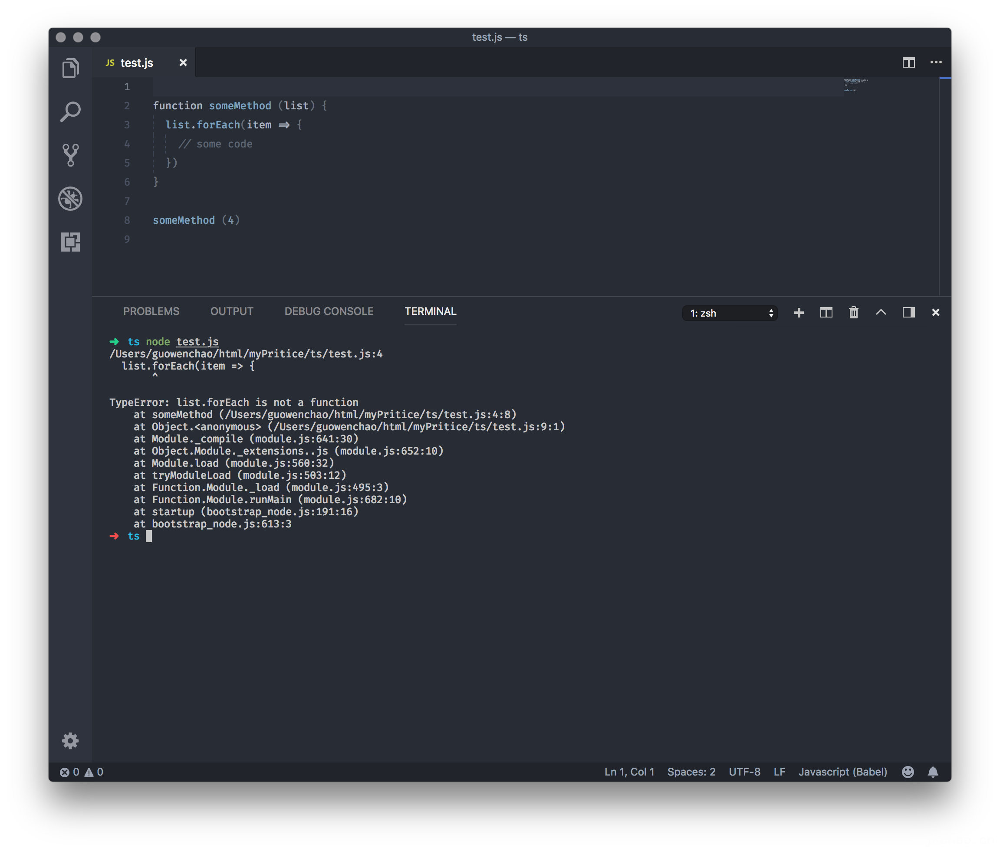 test.js — ts
JS test.js
1
2 function someMethod (list) {
3 list.forEach(item => {
4 // some code
5 })
6 }
7
8 someMethod (4)
9
PROBLEMS OUTPUT DEBUG CONSOLE TERMINAL 1: zsh
➜ ts node test.js
/Users/guowenchao/html/myPritice/ts/test.js:4
list.forEach(item => {
^
TypeError: list.forEach is not a function
at someMethod (/Users/guowenchao/html/myPritice/ts/test.js:4:8)
at Object.<anonymous> (/Users/guowenchao/html/myPritice/ts/test.js:9:1)
at Module._compile (module.js:641:30)
at Object.Module._extensions..js (module.js:652:10)
at Module.load (module.js:560:32)
at tryModuleLoad (module.js:503:12)
at Function.Module._load (module.js:495:3)
at Function.Module.runMain (module.js:682:10)
at startup (bootstrap_node.js:191:16)
at bootstrap_node.js:613:3
➜ ts
0 0 Ln 1, Col 1 Spaces: 2 UTF-8 LF Javascript (Babel)